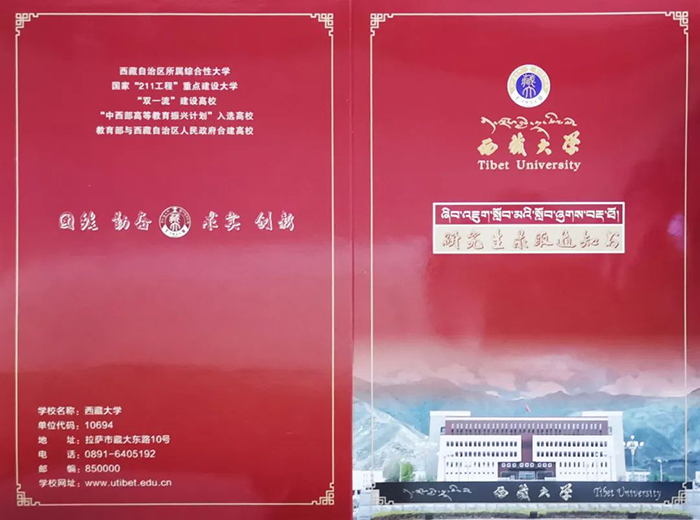 西藏自治区所属综合性大学
国家“211工程”重点建设大学
“双一流”建设高校
“中西部高等教育振兴计划”入选高校
教育部与西藏自治区人民政府合建高校
团结 勤奋 求实 创新
学校名称：西藏大学
单位代码：10694
地　　址：拉萨市藏大东路10号
电　　话：0891-6405192
邮　　编：850000
学校网址：www.utibet.edu.cn
西藏大学
Tibet University
ཞིབ་འཇུག་སློབ་མའི་སློབ་ཞུགས་བརྡ་ཐོ།
研究生录取通知书
西藏大学 Tibet University